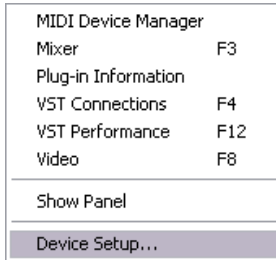 MIDI Device Manager
Mixer F3
Plug-in Information
VST Connections F4
VST Performance F12
Video F8
Show Panel
Device Setup...